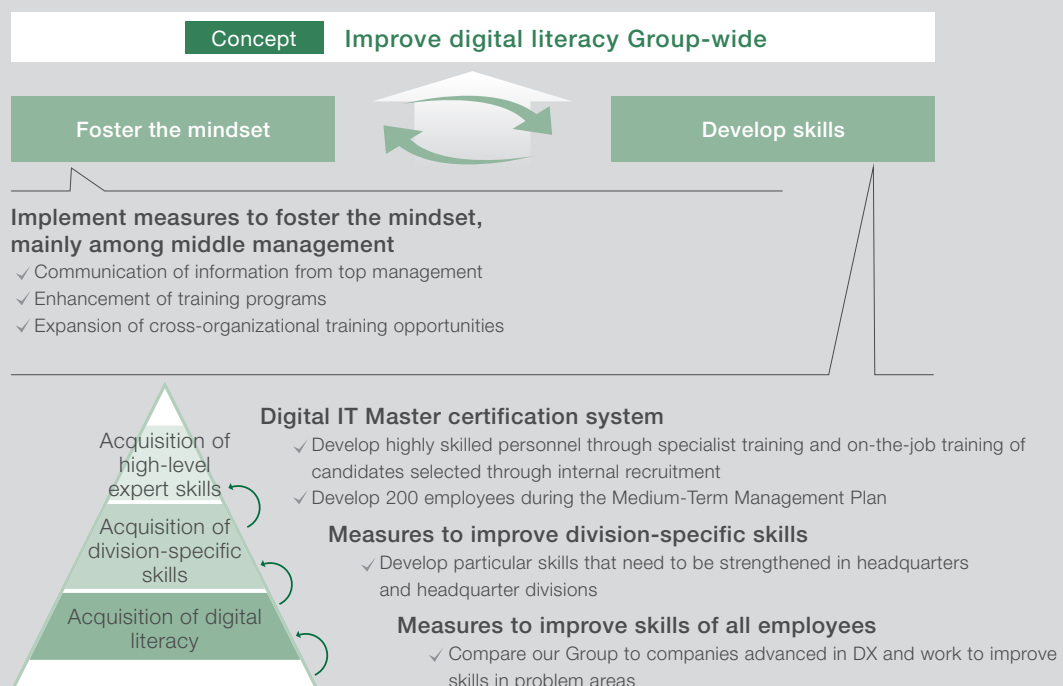 Concept
Improve digital literacy Group-wide
Foster the mindset
Develop skills
Implement measures to foster the mindset,
mainly among middle management
✓ Communication of information from top management
✓ Enhancement of training programs
✓ Expansion of cross-organizational training opportunities
Acquisition of
high-level
expert skills
Digital IT Master certification system
✓ Develop highly skilled personnel through specialist training and on-the-job training of
candidates selected through internal recruitment
✓ Develop 200 employees during the Medium-Term Management Plan
Acquisition of
division-specific
skills
Measures to improve division-specific skills
✓ Develop particular skills that need to be strengthened in headquarters
and headquarter divisions
Acquisition of digital
literacy
Measures to improve skills of all employees
✓ Compare our Group to companies advanced in DX and work to improve
skills in problem areas